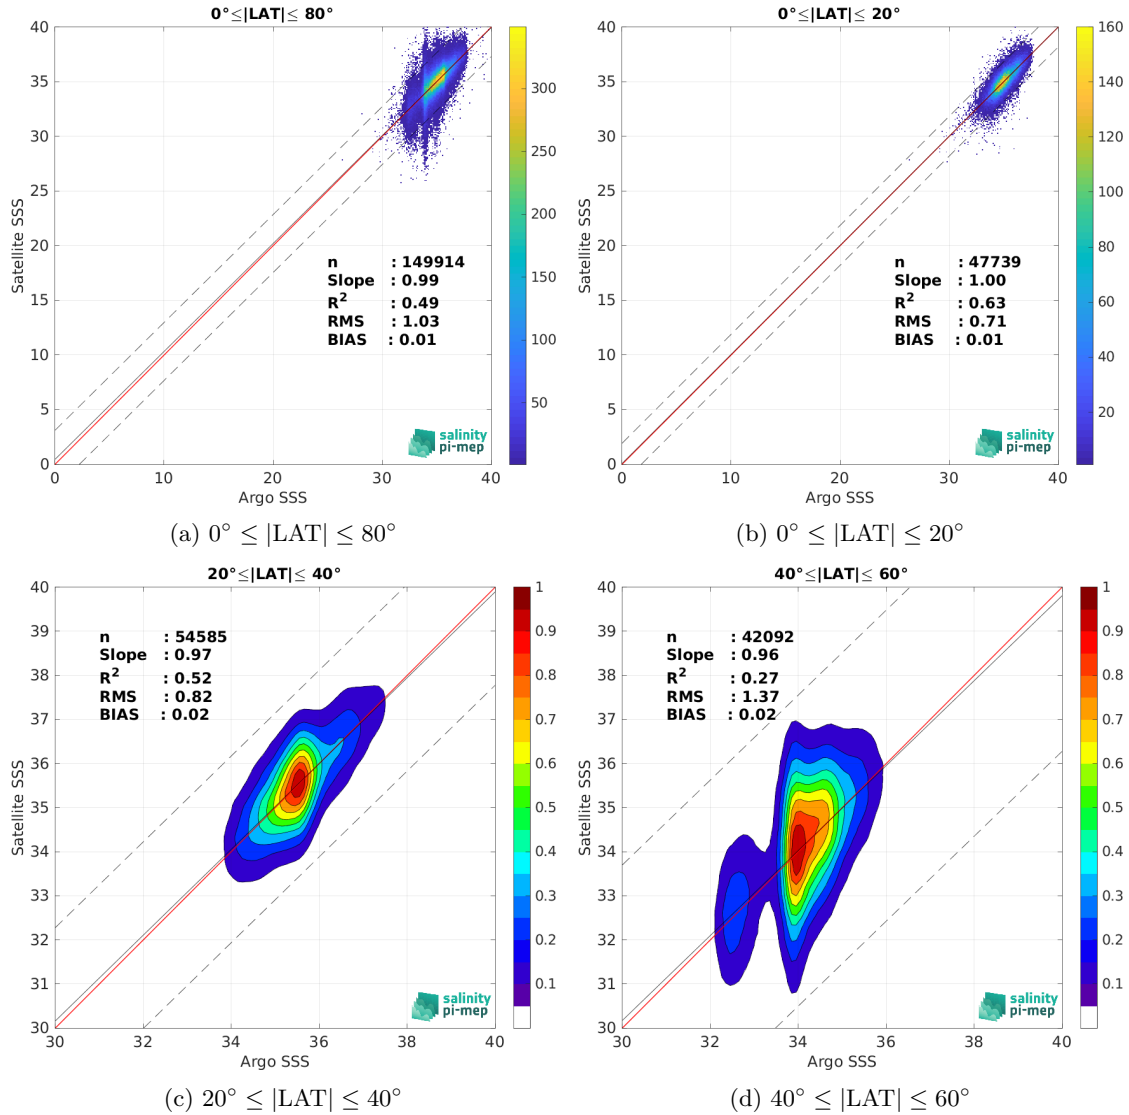 0°≤|LAT|≤ 80°
40
35
30
25
20
15
10
5
0
0
10
20
30
40
Satellite SSS
Argo SSS
n : 149914
Slope : 0.99
R² : 0.49
RMS : 1.03
BIAS : 0.01
salinity
pi-mep
300
250
200
150
100
50
(a) 0° ≤ |LAT| ≤ 80°
0°≤|LAT|≤ 20°
40
35
30
25
20
15
10
5
0
0
10
20
30
40
Satellite SSS
Argo SSS
n : 47739
Slope : 1.00
R² : 0.63
RMS : 0.71
BIAS : 0.01
salinity
pi-mep
160
140
120
100
80
60
40
20
(b) 0° ≤ |LAT| ≤ 20°
20°≤|LAT|≤ 40°
40
39
38
37
36
35
34
33
32
31
30
30
32
34
36
38
40
Satellite SSS
Argo SSS
n : 54585
Slope : 0.97
R² : 0.52
RMS : 0.82
BIAS : 0.02
salinity
pi-mep
1
0.9
0.8
0.7
0.6
0.5
0.4
0.3
0.2
0.1
(c) 20° ≤ |LAT| ≤ 40°
40°≤|LAT|≤ 60°
40
39
38
37
36
35
34
33
32
31
30
30
32
34
36
38
40
Satellite SSS
Argo SSS
n : 42092
Slope : 0.96
R² : 0.27
RMS : 1.37
BIAS : 0.02
salinity
pi-mep
1
0.9
0.8
0.7
0.6
0.5
0.4
0.3
0.2
0.1
(d) 40° ≤ |LAT| ≤ 60°